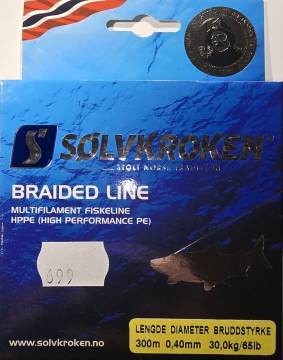 SØLVKROKEN
STOLT NORSK TRADISJON
BRAIDED LINE
MULTIFILAMENT FISKELINE
HPPE (HIGH PERFORMANCE PE)
699
LENGDE DIAMETER BRUDDSTYRKE
300m 0,40mm 30,0kg/65lb
www.solvkroken.no